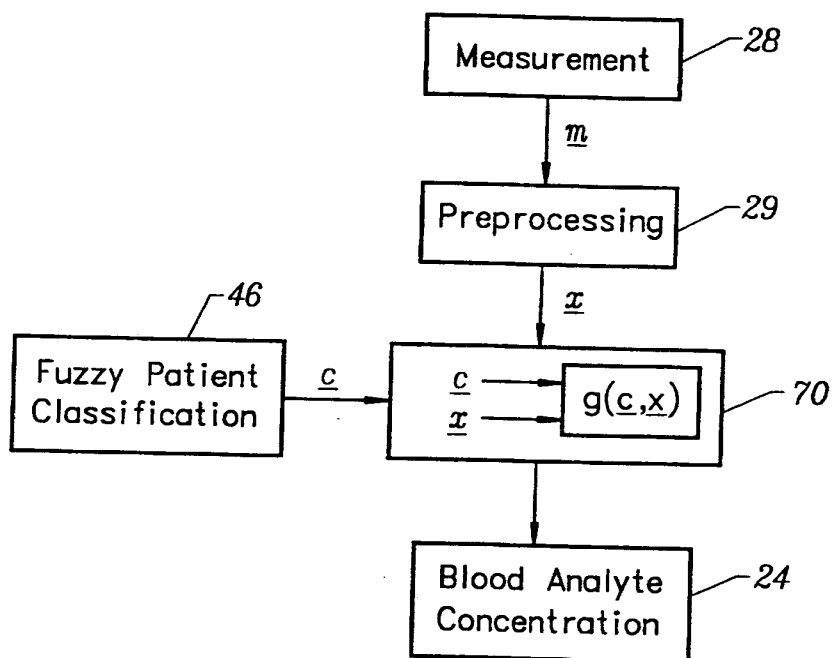 Measurement
28
m
Preprocessing
29
x
46
Fuzzy Patient
Classification
c
c
x
g(c,x)
70
Blood Analyte
Concentration
24